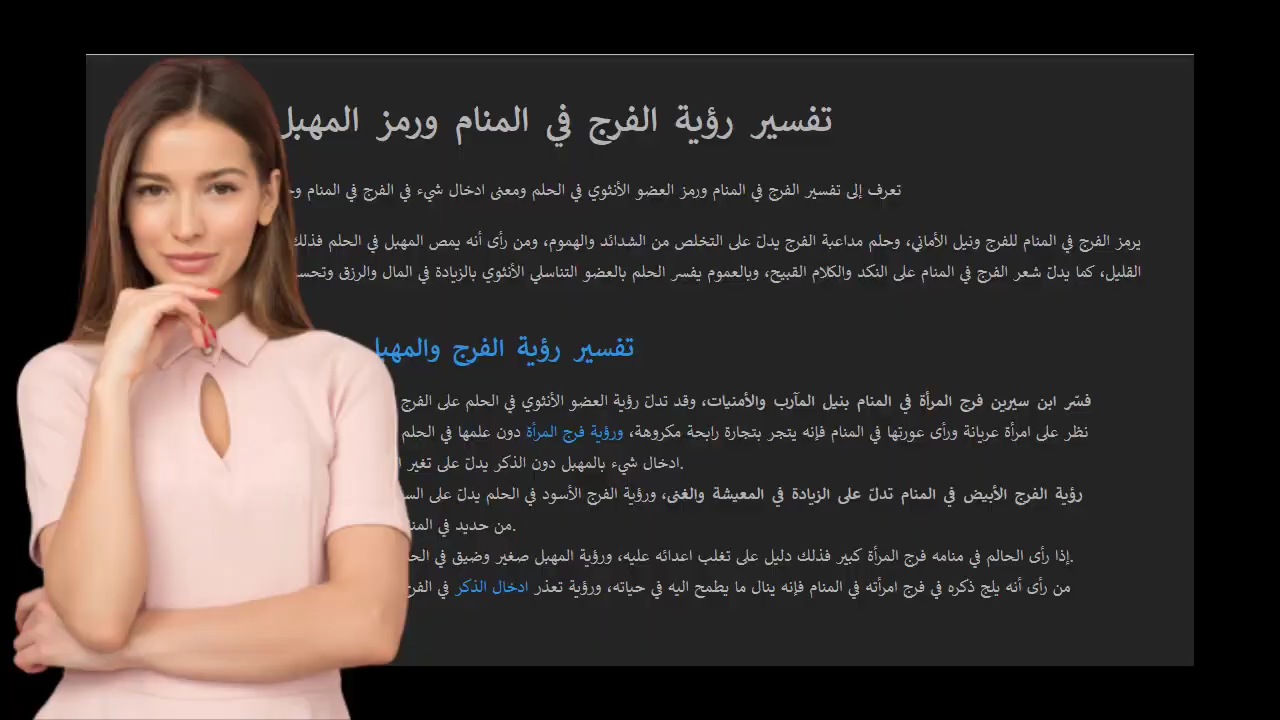 تفسير رؤية الفرج في المنام ورمز المهبل
تعرف إلى تفسير الفرج في المنام ورمز العضو الأنثوي في الحلم ومعنى ادخال شيء في الفرج في المنام
يرمز الفرج في المنام للفرج ونيل الأماني، وحلم مداعبة الفرج يدلّ على التخلص من الشدائد والهموم، ومن رأى أنه يمص المهبل في الحلم فذلك
القليل، كما يدلّ شعر الفرج في المنام على النكد والكلام القبيح، وبالعموم يفسر الحلم بالعضو التناسلي الأنثوي بالزيادة في المال والرزق
تفسير رؤية الفرج والمهبل
فسّر ابن سيرين فرج المرأة في المنام بنيل المآرب والأمنيات، وقد تدلّ رؤية العضو الأنثوي في الحلم على الفرج
نظر على امرأة عريانة ورأى عورتها في المنام فإنه يتجر بتجارة رابحة مكروهة، ورؤية فرج المرأة دون علمها في الحلم
ادخال شيء بالمهبل دون الذكر يدلّ على تغير.
رؤية الفرج الأبيض في المنام تدلّ على الزيادة في المعيشة والغنى، ورؤية الفرج الأسود في الحلم يدلّ على
من حديد في.
إذا رأى الحالم في منامه فرج المرأة كبير فذلك دليل على تغلب اعدائه عليه، ورؤية المهبل صغير وضيق في.
من رأى أنه يلج ذكره في فرج امرأته في المنام فإنه ينال ما يطمح اليه في حياته، ورؤية تعذر ادخال الذكر في